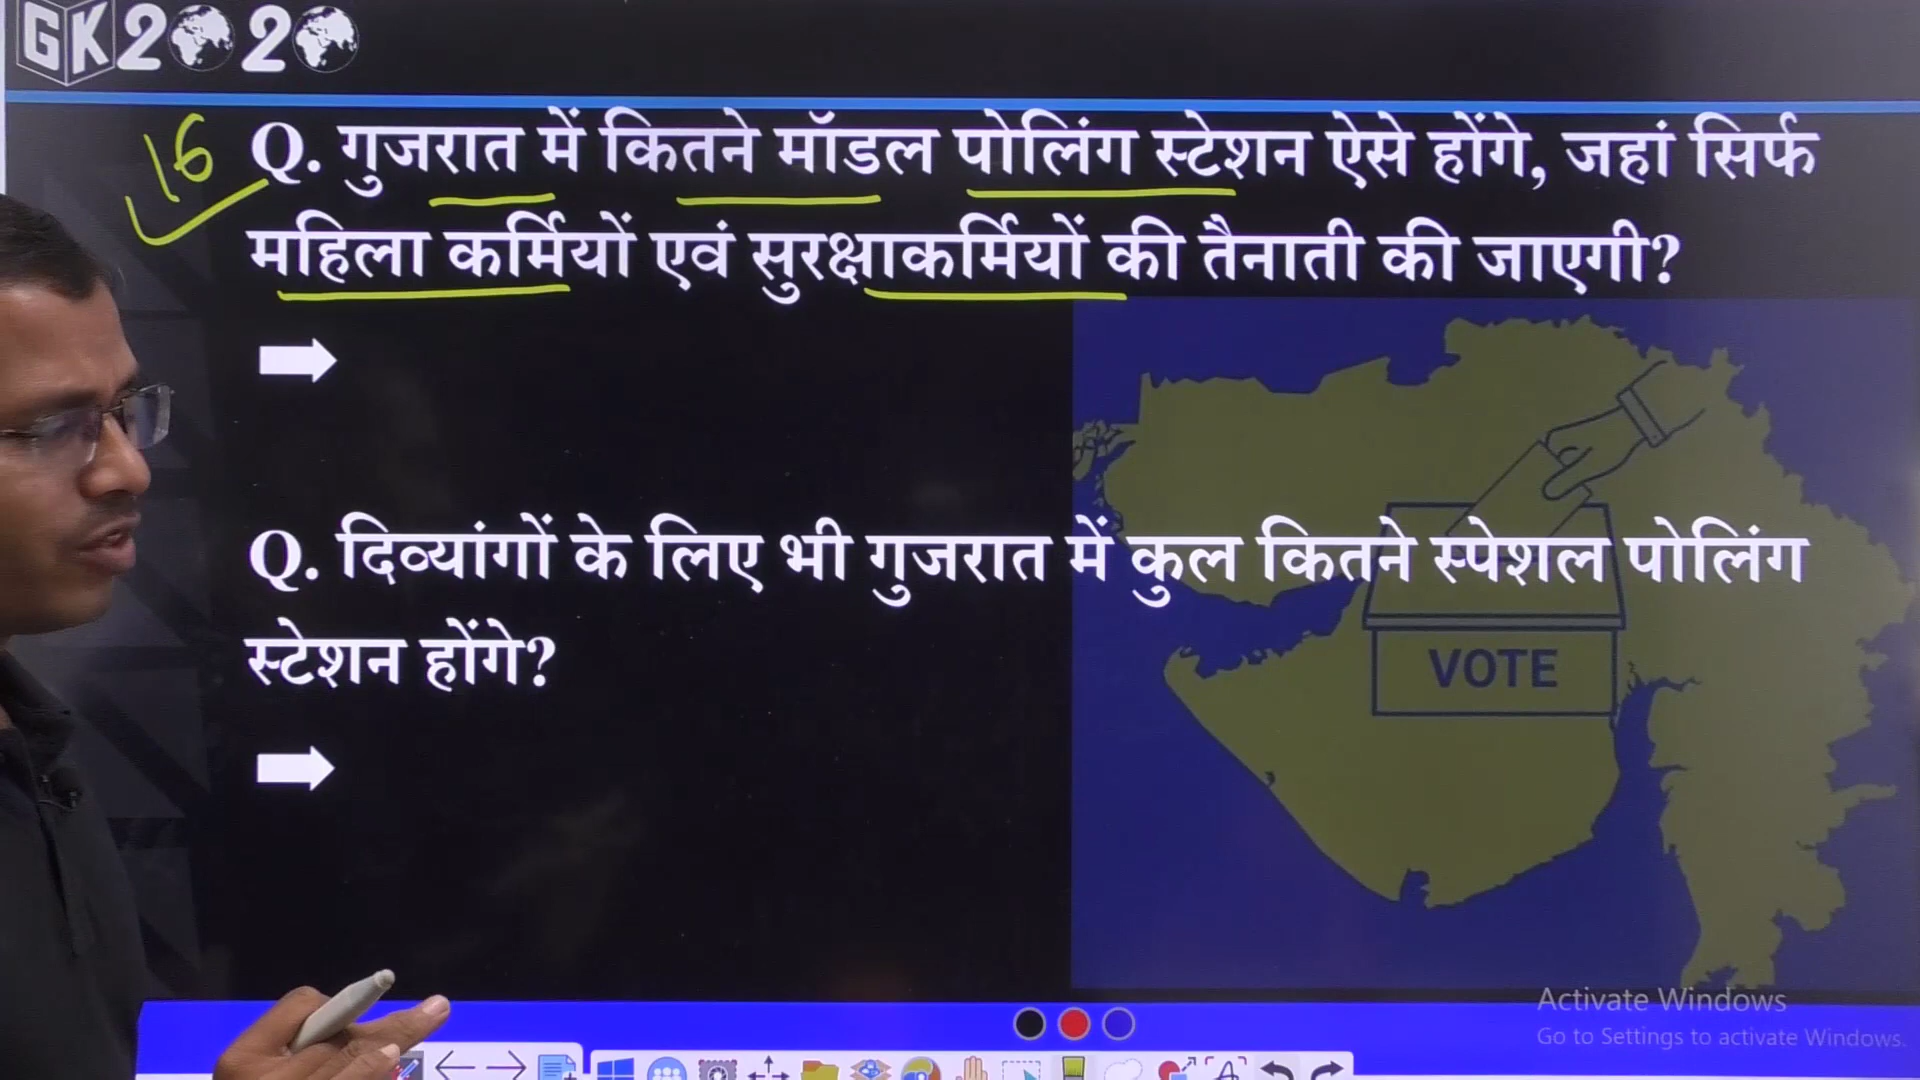 GK2020
16
Q. गुजरात में कितने मॉडल पोलिंग स्टेशन ऐसे होंगे, जहां सिर्फ
महिला कर्मियों एवं सुरक्षाकर्मियों की तैनाती की जाएगी?
Q. दिव्यांगों के लिए भी गुजरात में कुल कितने स्पेशल पोलिंग
स्टेशन होंगे?
VOTE
Activate Windows
Go to Settings to activate Windows.